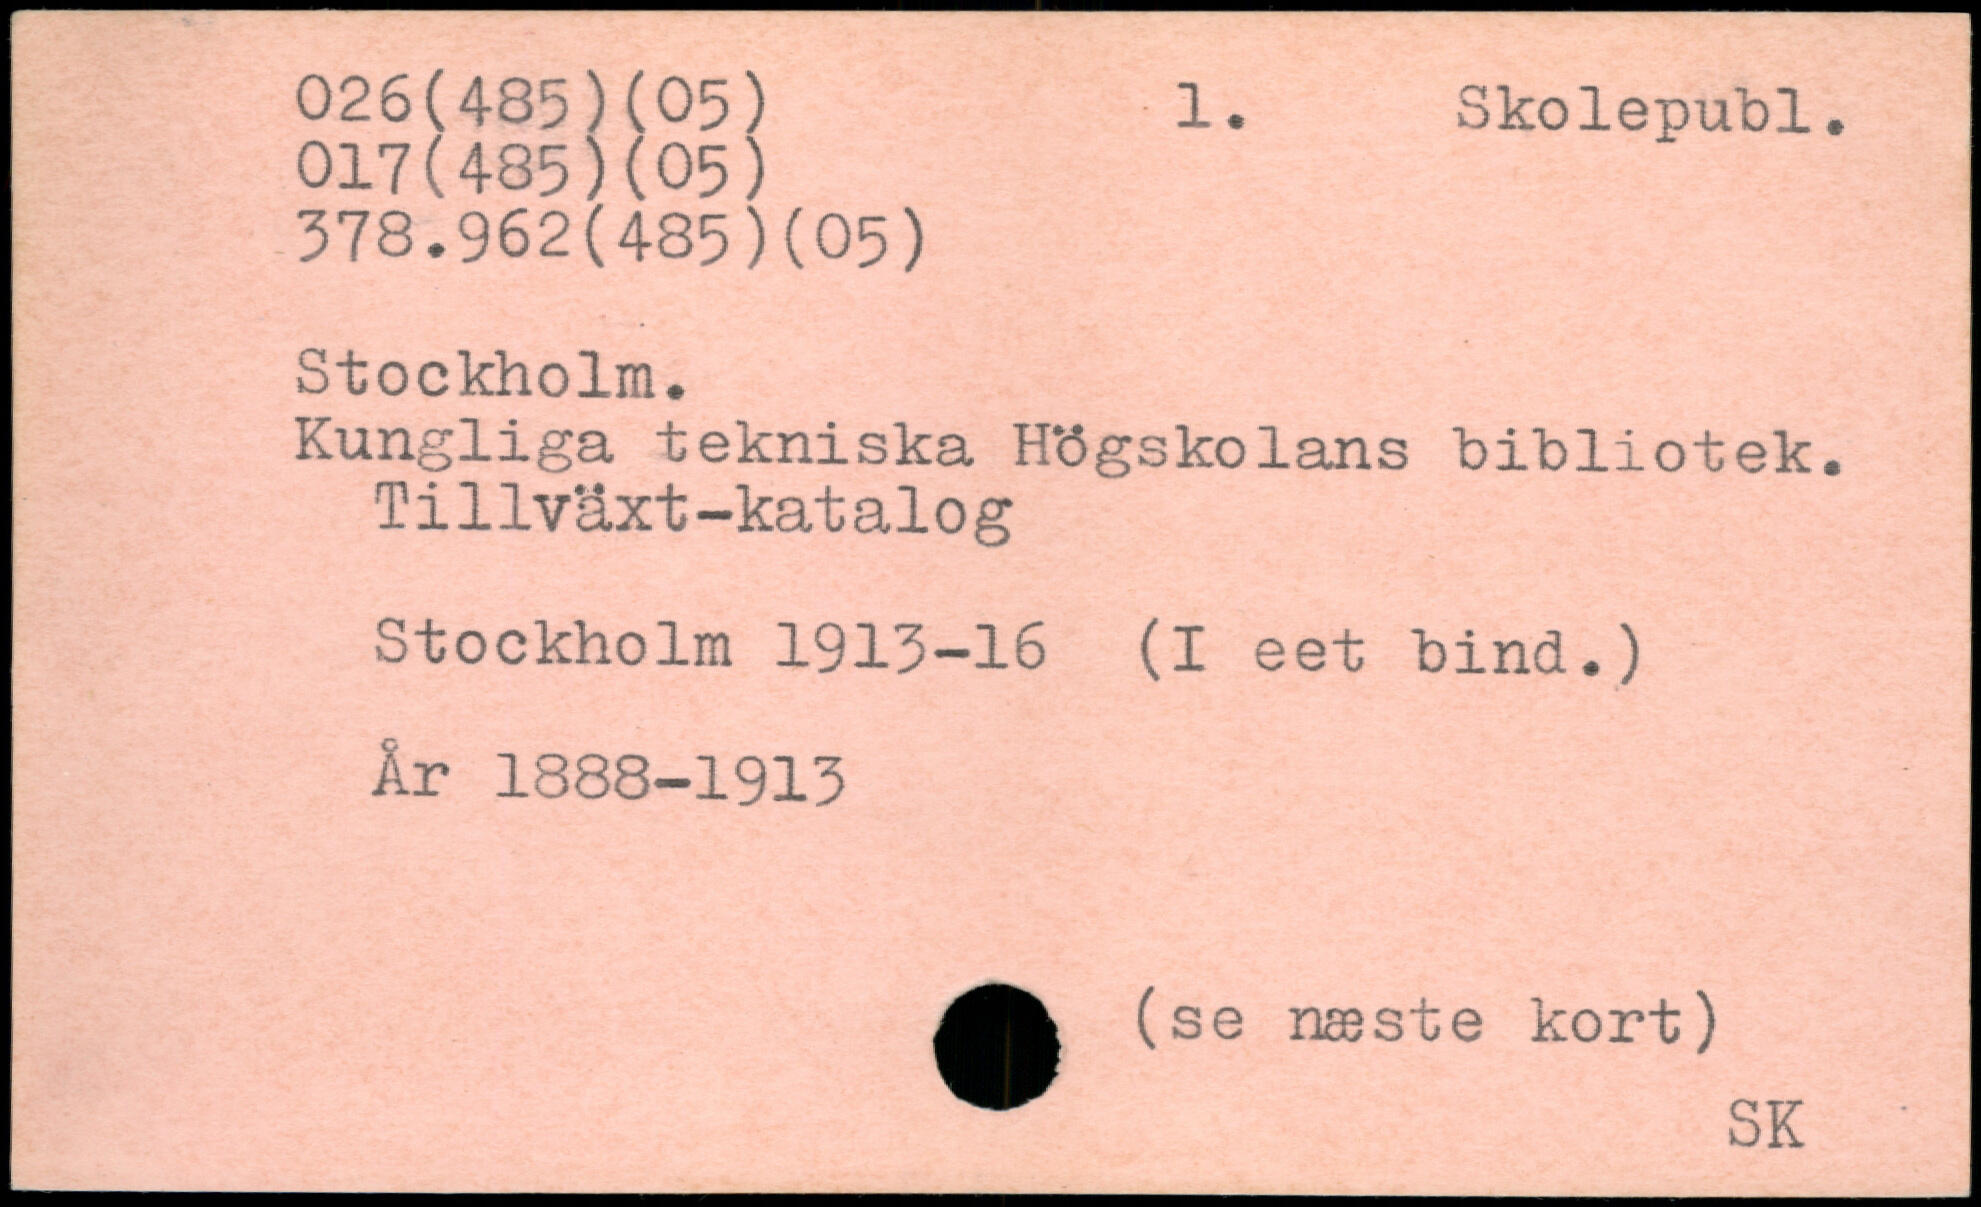 026(485)(05) 1. Skolepubl.
017(485)(05)
378.962(485)(05)
Stockholm.
Kungliga tekniska Högskolans bibliotek.
Tillväxt-katalog
Stockholm 1913-16 (I eet bind.)
År 1888-1913
(se næste kort)
SK